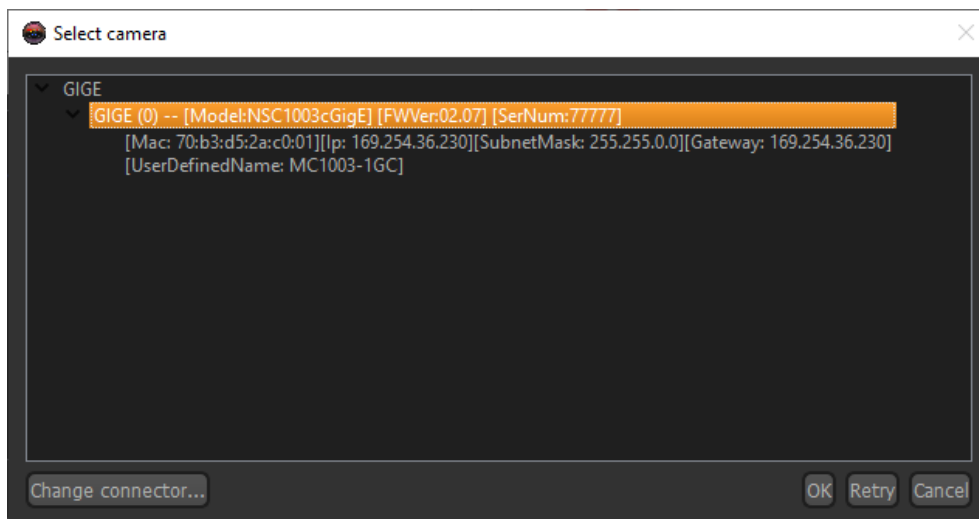 Select camera
GIGE
GIGE (0) -- [Model:NSC1003cGigE] [FWVer:02.07] [SerNum:77777]
[Mac: 70:b3:d5:2a:c0:01][Ip: 169.254.36.230][SubnetMask: 255.255.0.0][Gateway: 169.254.36.230]
[UserDefinedName: MC1003-1GC]
Change connector... OK Retry Cancel